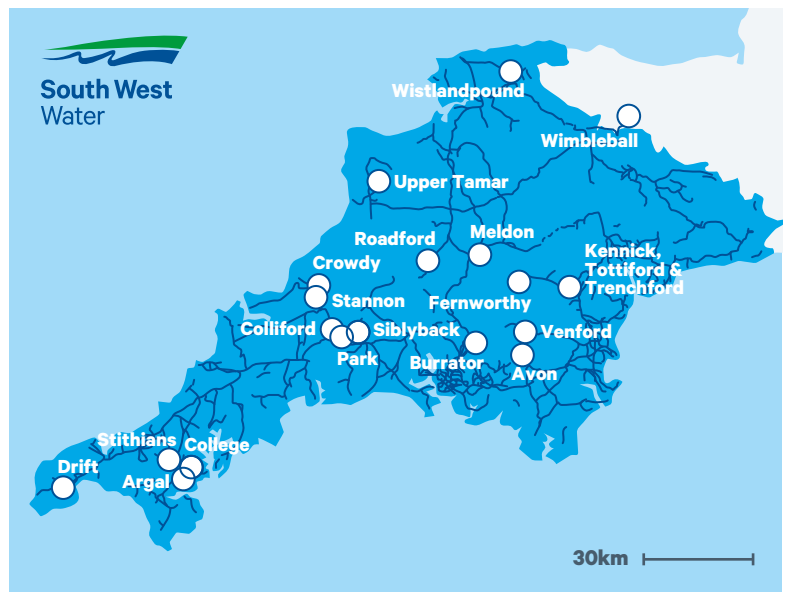 South West
Water
Wistlandpound
Wimbleball
Upper Tamar
Roadford
Meldon
Kennick,
Tottiford &
Trenchford
Crowdy
Stannon
Fernworthy
Colliford
Siblyback
Venford
Park
Burrator
Avon
Stithians
College
Drift
Argal
30km